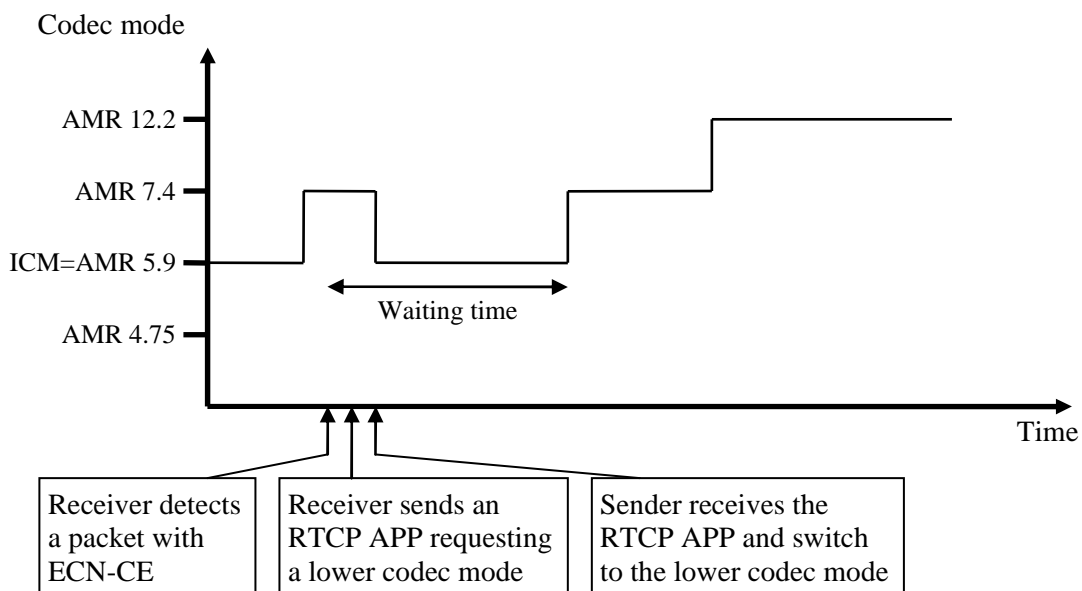 Codec mode
AMR 12.2
AMR 7.4
ICM=AMR 5.9
Waiting time
AMR 4.75
Time
Receiver detects
a packet with
ECN-CE
Receiver sends an
RTCP APP requesting
a lower codec mode
Sender receives the
RTCP APP and switch
to the lower codec mode